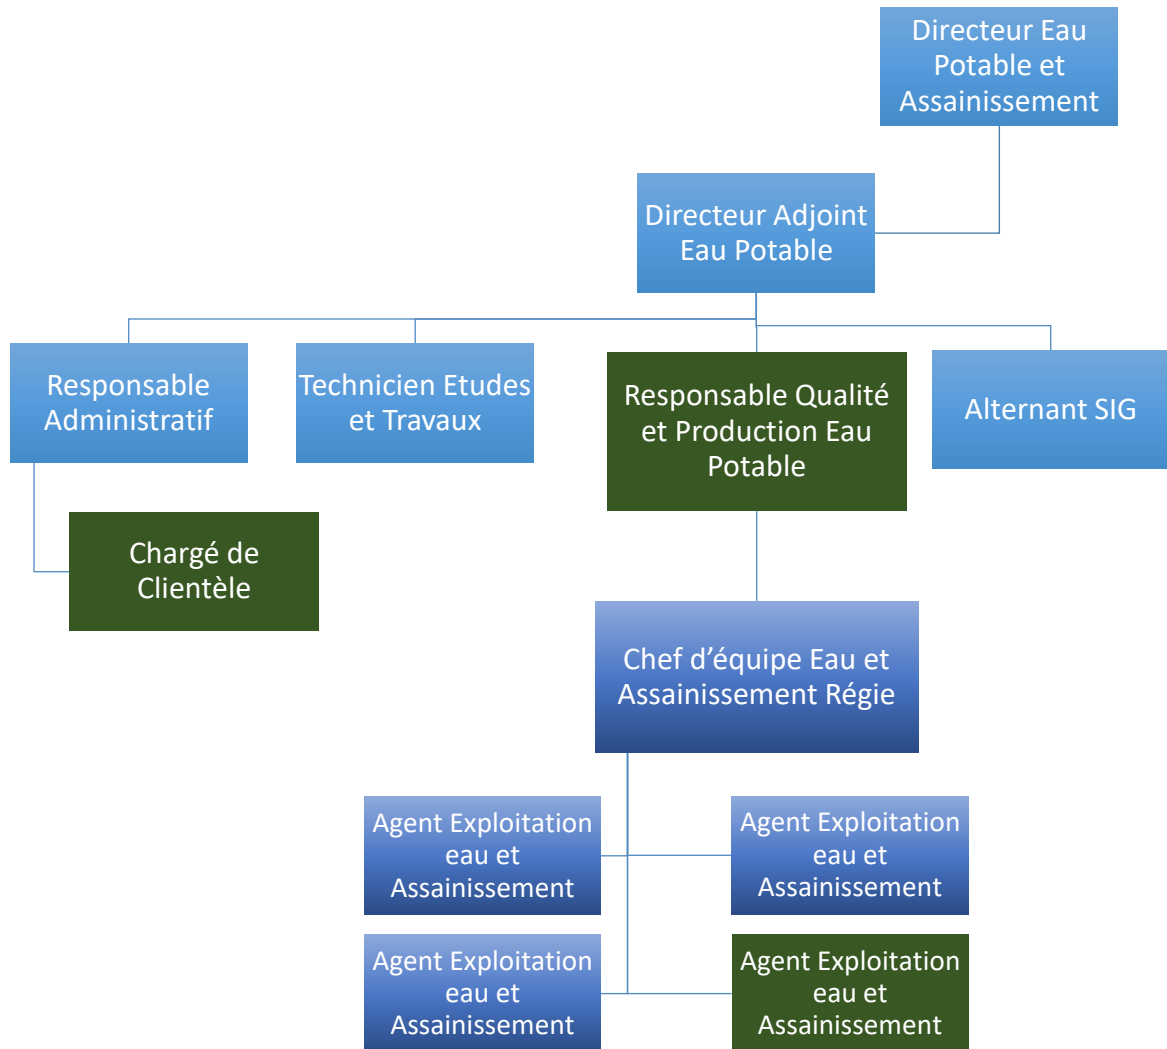 Directeur Eau
Potable et
Assainissement
Directeur Adjoint
Eau Potable
Responsable
Administratif
Technicien Etudes
et Travaux
Responsable Qualité
et Production Eau
Potable
Alternant SIG
Chargé de
Clientèle
Chef d’équipe Eau et
Assainissement Régie
Agent Exploitation
eau et
Assainissement
Agent Exploitation
eau et
Assainissement
Agent Exploitation
eau et
Assainissement
Agent Exploitation
eau et
Assainissement